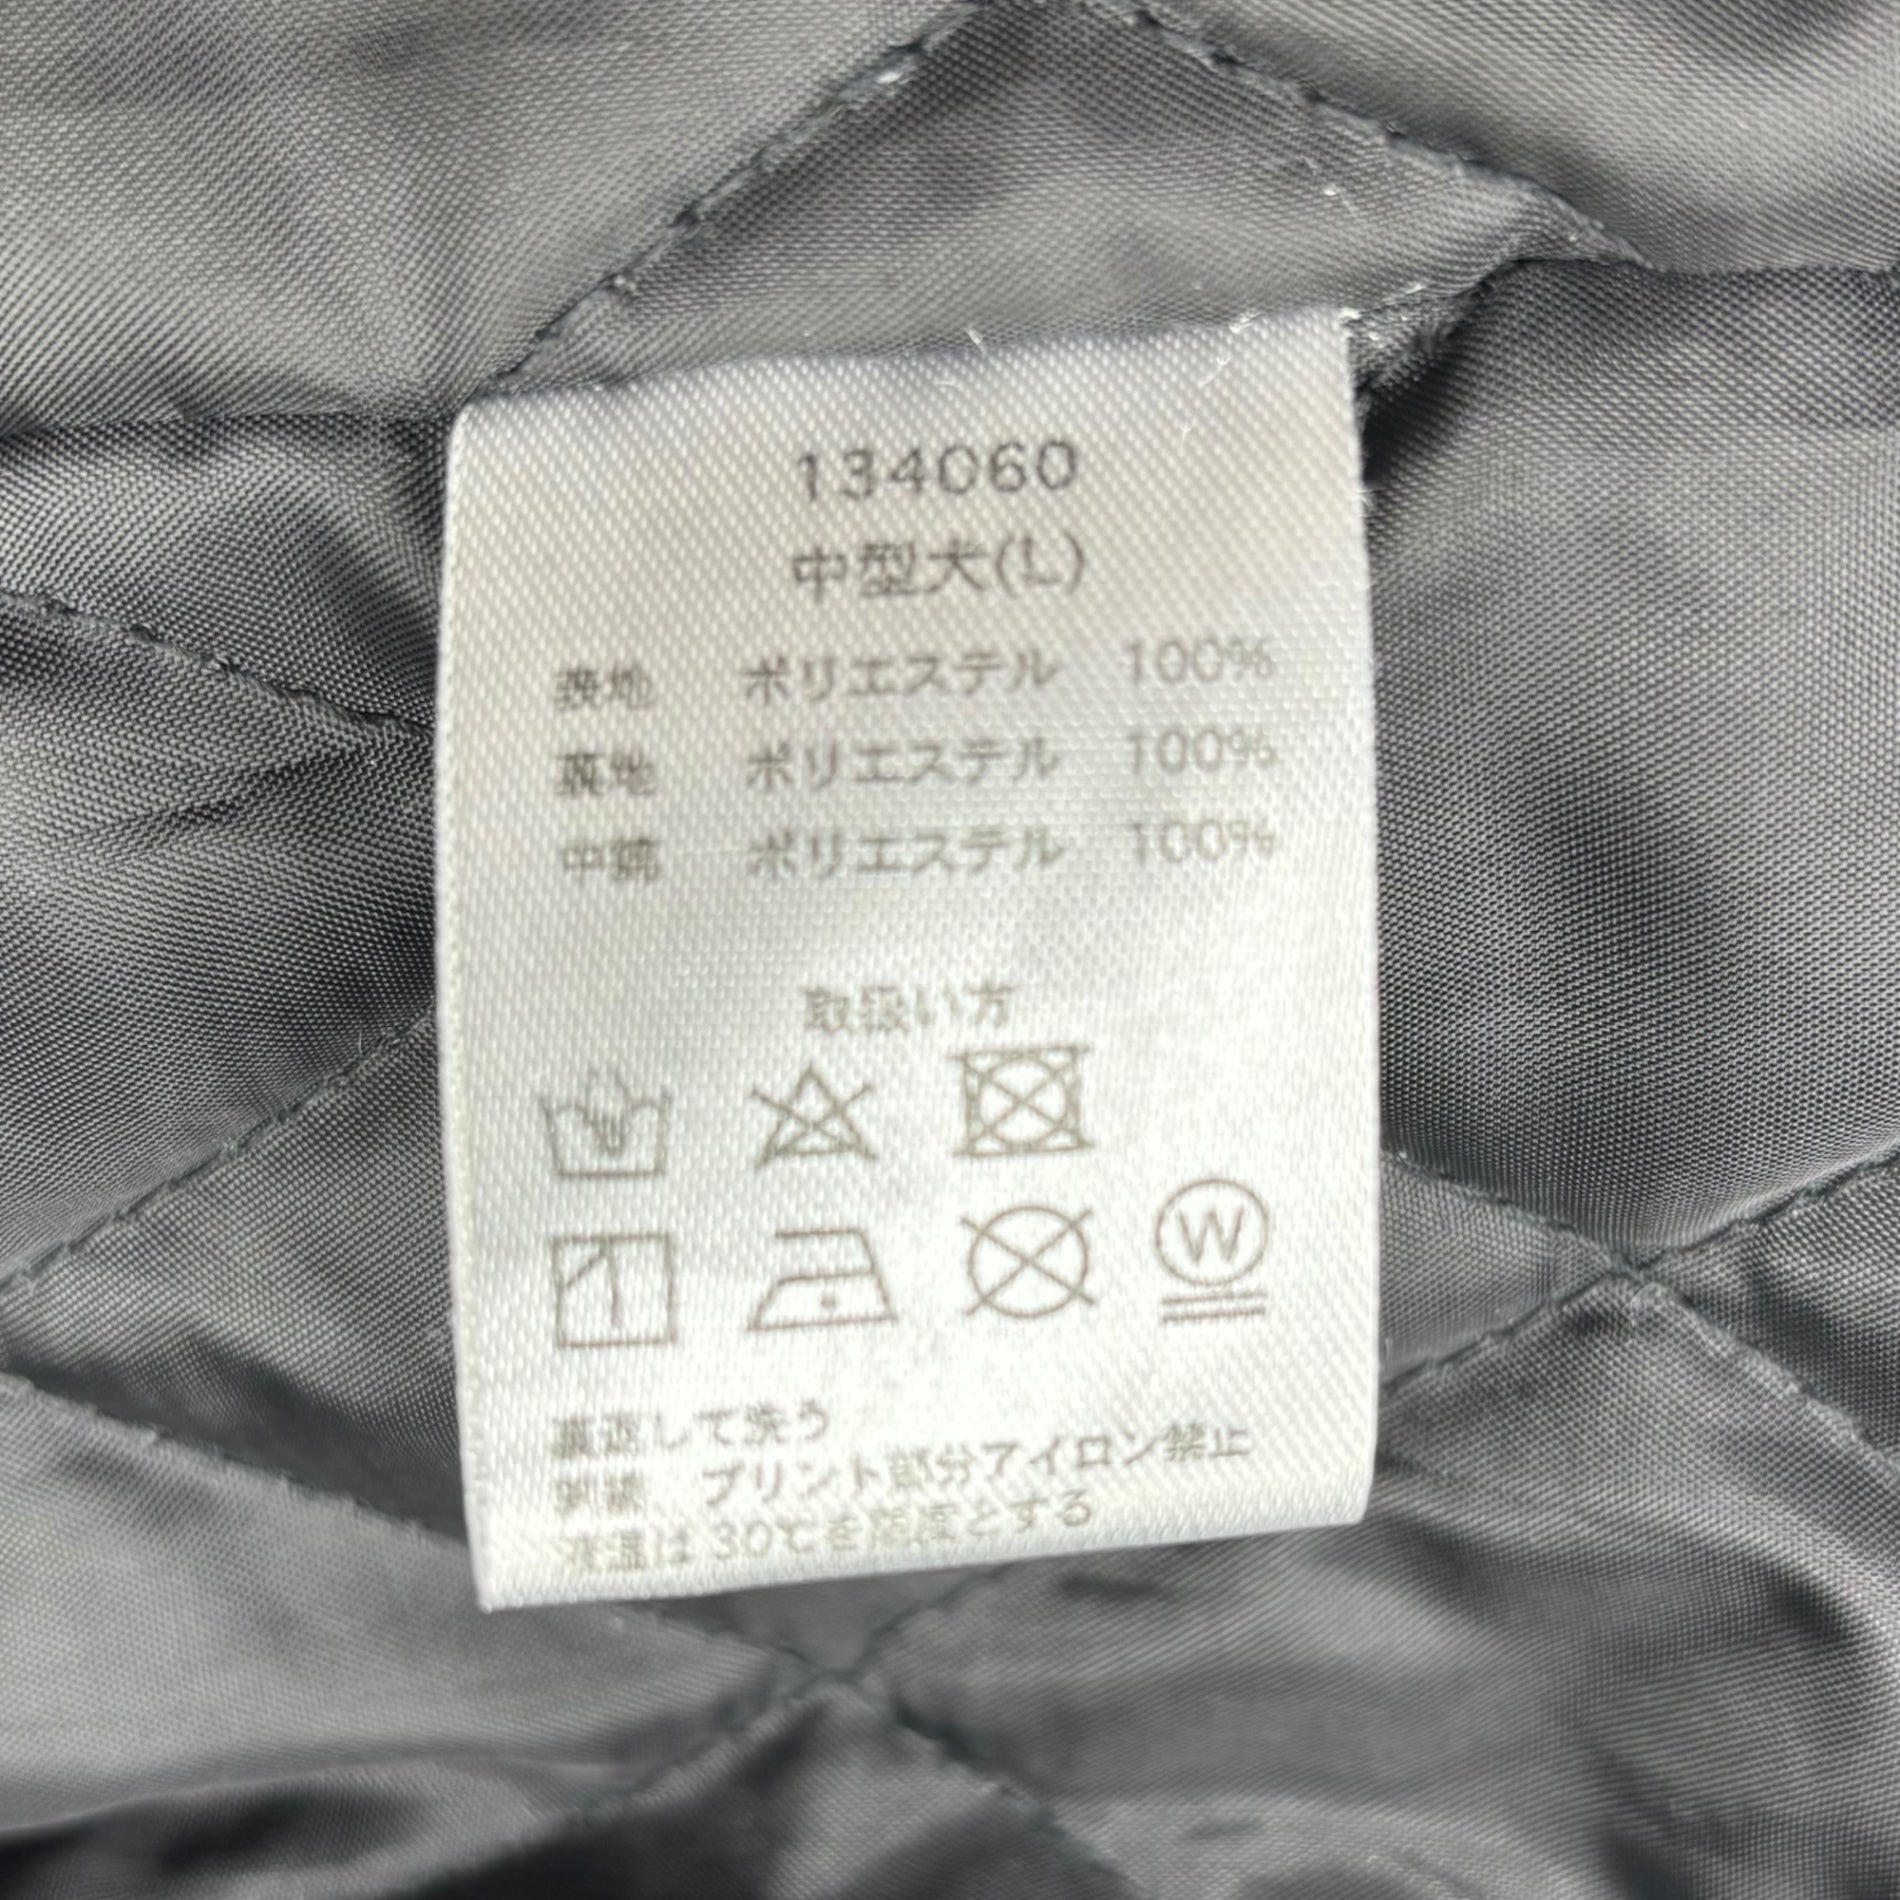 134060
中型犬(L)
表地 ポリエステル 100%
裏地 ポリエステル 100%
中綿 ポリエステル 100%
取扱い方
W
裏返して洗う
刺繍 プリント部分アイロン禁止
液温は30℃を限度とする